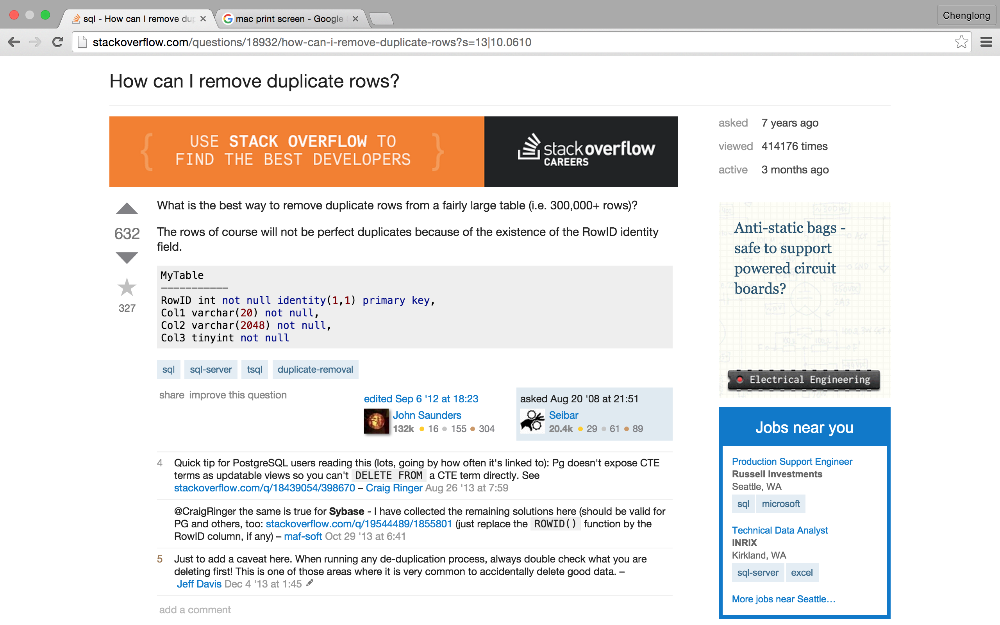 sql - How can I remove dup
mac print screen - Google
Chenglong
stackoverflow.com/questions/18932/how-can-i-remove-duplicate-rows?s=13|10.0610
How can I remove duplicate rows?
{ USE STACK OVERFLOW TO
FIND THE BEST DEVELOPERS }
stackoverflow
CAREERS
asked 7 years ago
viewed 414176 times
active 3 months ago
632
327
What is the best way to remove duplicate rows from a fairly large table (i.e. 300,000+ rows)?
The rows of course will not be perfect duplicates because of the existence of the RowID identity
field.
MyTable
-----------
RowID int not null identity(1,1) primary key,
Col1 varchar(20) not null,
Col2 varchar(2048) not null,
Col3 tinyint not null
sql sql-server tsql duplicate-removal
share improve this question
edited Sep 6 '12 at 18:23
John Saunders
132k 16 155 304
asked Aug 20 '08 at 21:51
Seibar
20.4k 29 61 89
4 Quick tip for PostgreSQL users reading this (lots, going by how often it's linked to): Pg doesn't expose CTE
terms as updatable views so you can't DELETE FROM a CTE term directly. See
stackoverflow.com/q/18439054/398670 – Craig Ringer Aug 26 '13 at 7:59
@CraigRinger the same is true for Sybase - I have collected the remaining solutions here (should be valid for
PG and others, too: stackoverflow.com/q/19544489/1855801 (just replace the ROWID() function by the
RowID column, if any) – maf-soft Oct 29 '13 at 6:41
5 Just to add a caveat here. When running any de-duplication process, always double check what you are
deleting first! This is one of those areas where it is very common to accidentally delete good data. –
Jeff Davis Dec 4 '13 at 1:45
add a comment
Anti-static bags -
safe to support
powered circuit
boards?
Electrical Engineering
Jobs near you
Production Support Engineer
Russell Investments
Seattle, WA
sql microsoft
Technical Data Analyst
INRIX
Kirkland, WA
sql-server excel
More jobs near Seattle…